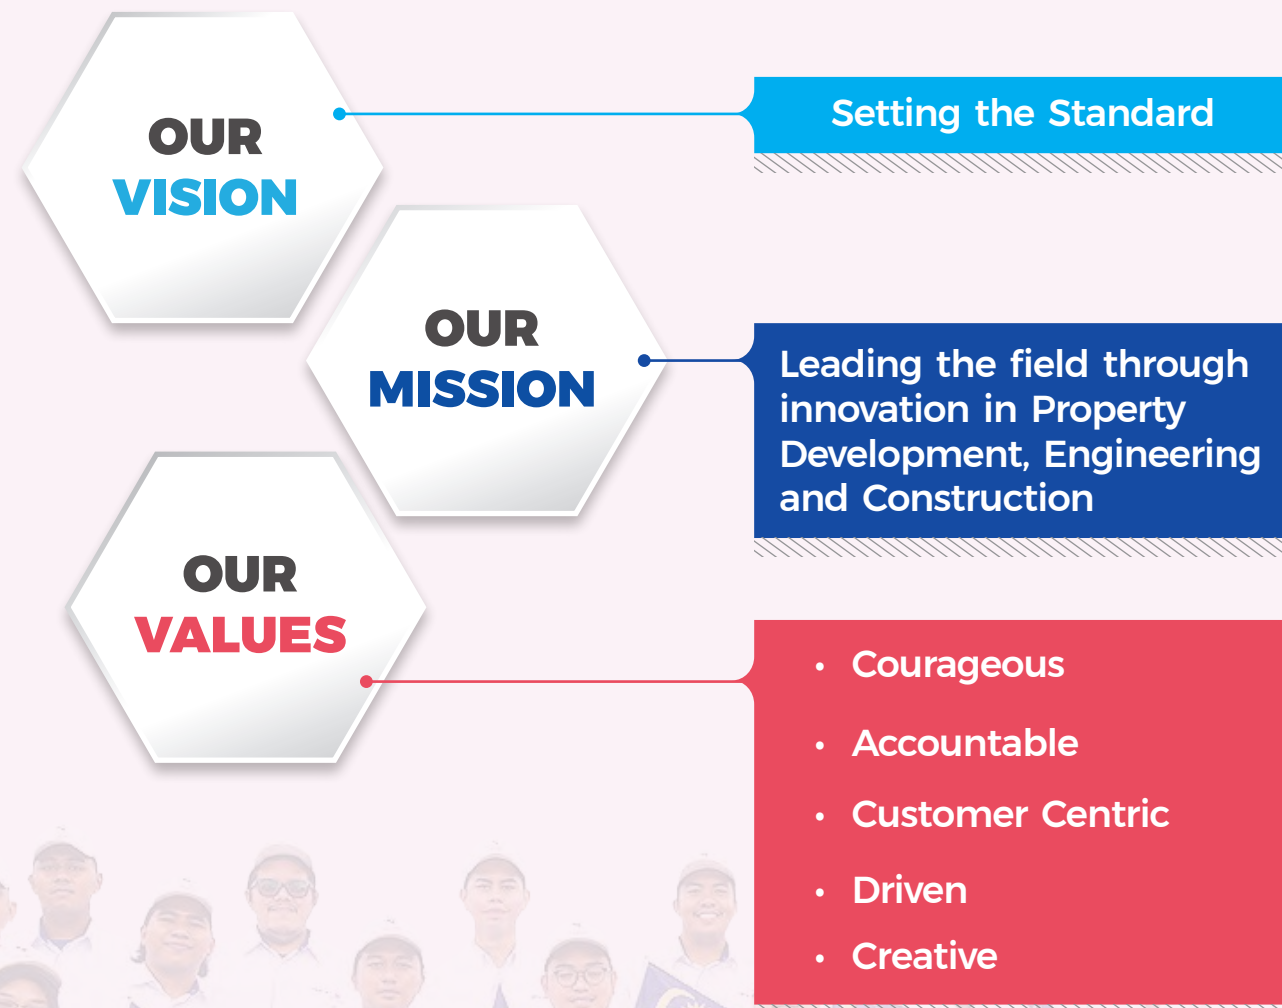 OUR
VISION
Setting the Standard
OUR
MISSION
Leading the field through
innovation in Property
Development, Engineering
and Construction
OUR
VALUES
• Courageous
• Accountable
• Customer Centric
• Driven
• Creative